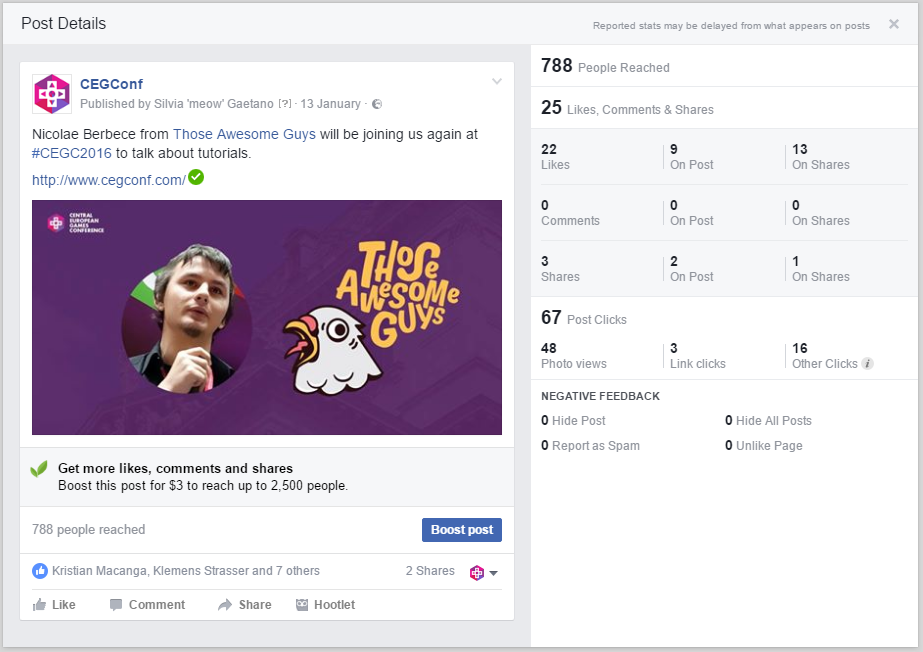 Post Details
Reported stats may be delayed from what appears on posts
CEGConf
Published by Silvia 'meow' Gaetano [?] · 13 January ·
Nicolae Berbece from Those Awesome Guys will be joining us again at
#CEGC2016 to talk about tutorials.
http://www.cegconf.com/
CENTRAL
EUROPEAN
GAMES
CONFERENCE
THOSE
AWESOME
GUYS
Get more likes, comments and shares
Boost this post for $3 to reach up to 2,500 people.
788 people reached
Boost post
Kristian Macanga, Klemens Strasser and 7 others
2 Shares
Like
Comment
Share
Hootlet
788 People Reached
25 Likes, Comments & Shares
22 9 13
Likes On Post On Shares
0 0 0
Comments On Post On Shares
3 2 1
Shares On Post On Shares
67 Post Clicks
48 3 16
Photo views Link clicks Other Clicks i
NEGATIVE FEEDBACK
0 Hide Post 0 Hide All Posts
0 Report as Spam 0 Unlike Page